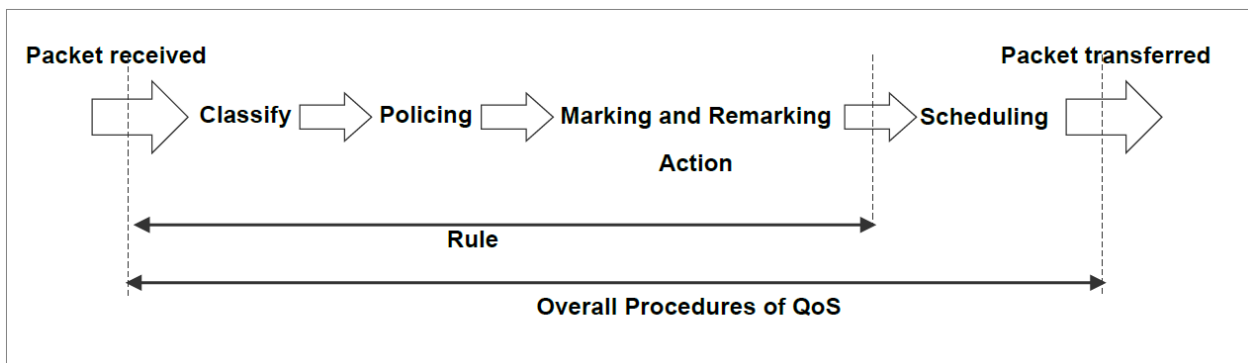 Packet received
Packet transferred
Classify
Policing
Marking and Remarking
Action
Scheduling
Rule
Overall Procedures of QoS